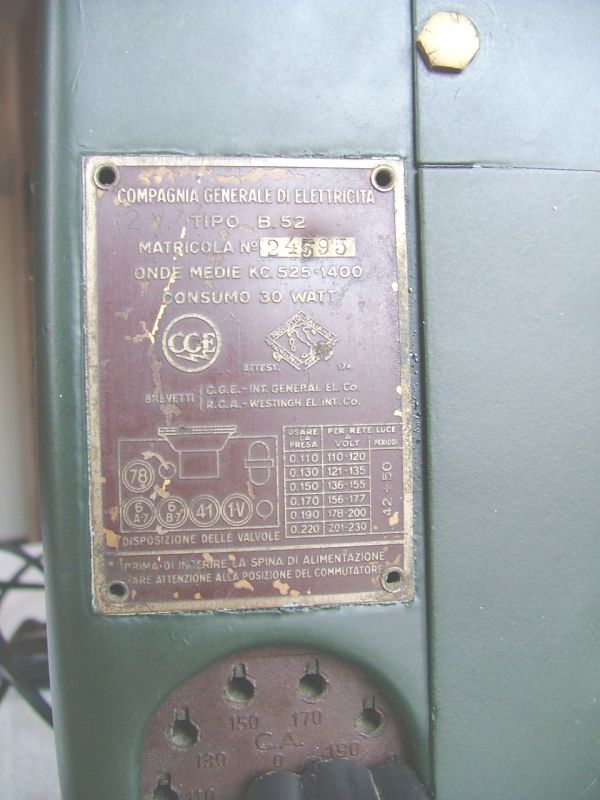 COMPAGNIA GENERALE DI ELETTRICITÀ
TIPO B.52
MATRICOLA Nº 24595
ONDE MEDIE KC. 525-1400
CONSUMO 30 WATT
CGE
ATTEST. 174
BREVETTI
C.G.E.-INT. GENERAL EL. CO.
R.C.A.-WESTINGH. EL. INT. CO.
78
6 A-7
6 B-7
41
1-V
DISPOSIZIONE DELLE VALVOLE
USARE LA PRESA
PER RETE LUCE A VOLT
PERIODI
0.110 110-120
0.130 121-135
0.150 136-155
0.170 156-177
0.190 178-200
0.220 201-230
42÷50
PRIMA DI INSERIRE LA SPINA DI ALIMENTAZIONE
FARE ATTENZIONE ALLA POSIZIONE DEL COMMUTATORE
150 170
C.A.
130 0 190
110